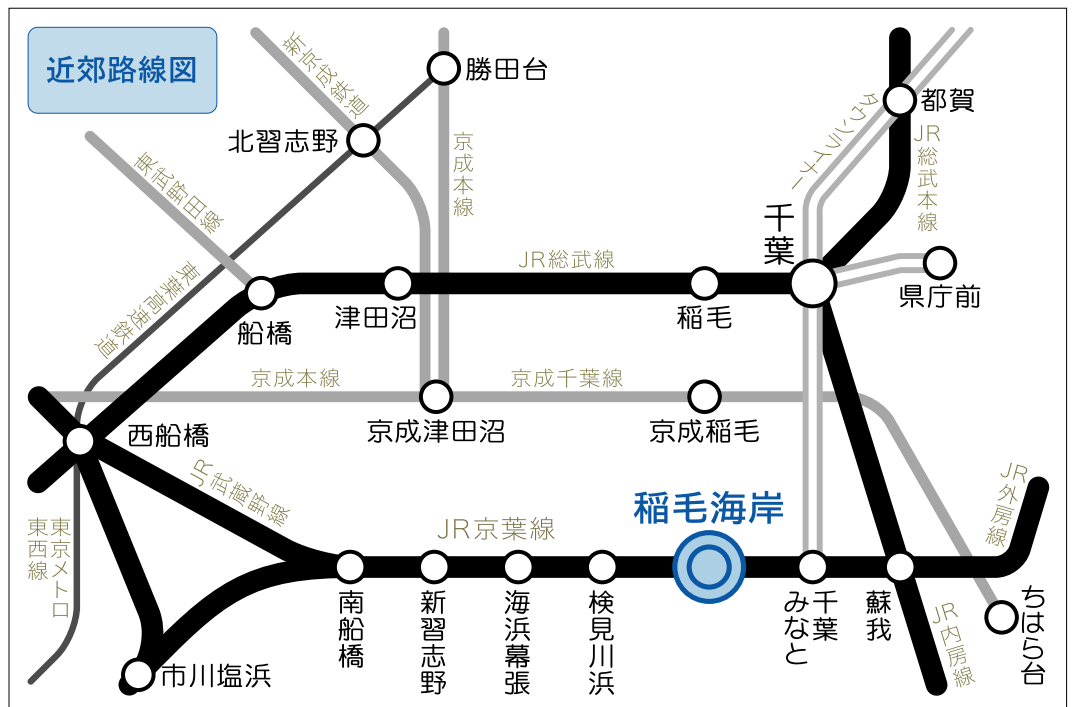 近郊路線図
新京成鉄道
勝田台
北習志野
京成本線
東武野田線
タウンライナー
都賀
JR総武本線
千葉
県庁前
JR総武線
津田沼
稲毛
船橋
東葉高速鉄道
京成本線
京成千葉線
京成津田沼
京成稲毛
西船橋
JR武蔵野線
東京メトロ
東西線
JR京葉線
稲毛海岸
JR外房線
南船橋
新習志野
海浜幕張
検見川浜
千葉
みなと
蘇我
JR内房線
ちはら台
市川塩浜